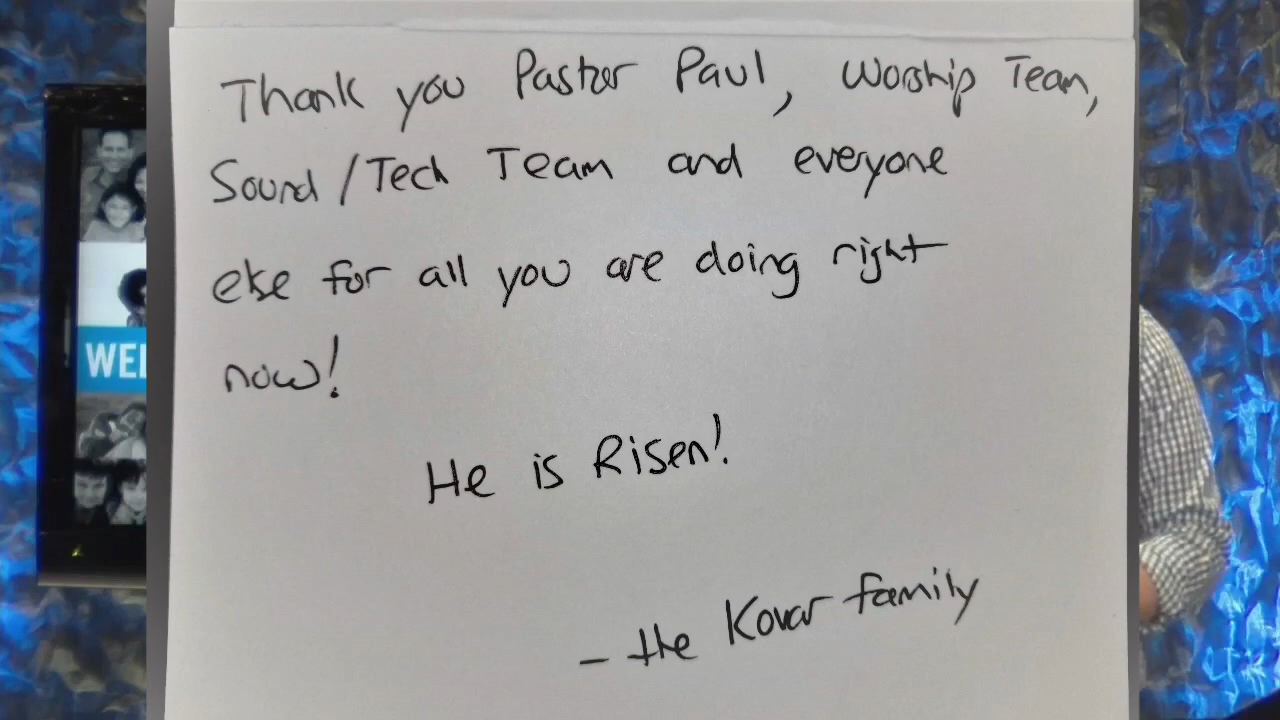 Thank you Pastor Paul, Worship Team,
Sound/Tech Team and everyone
else for all you are doing right
now!
He is Risen!
- the Kovar family
WEL